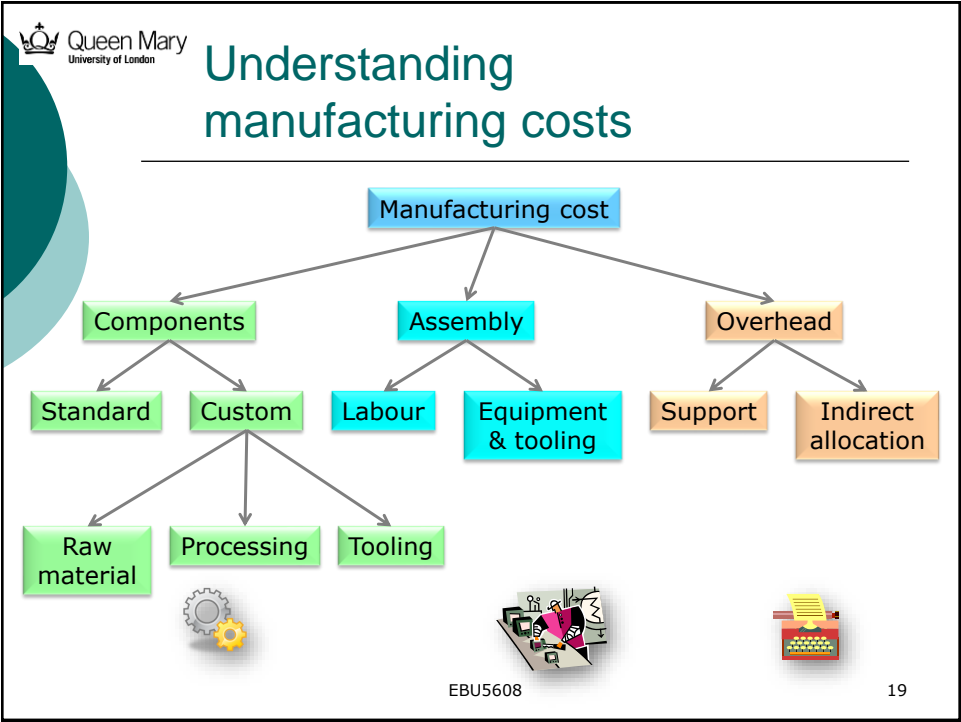 Queen Mary
University of London
Understanding
manufacturing costs
Manufacturing cost
Components
Assembly
Overhead
Standard
Custom
Labour
Equipment
& tooling
Support
Indirect
allocation
Raw
material
Processing
Tooling
EBU5608
19